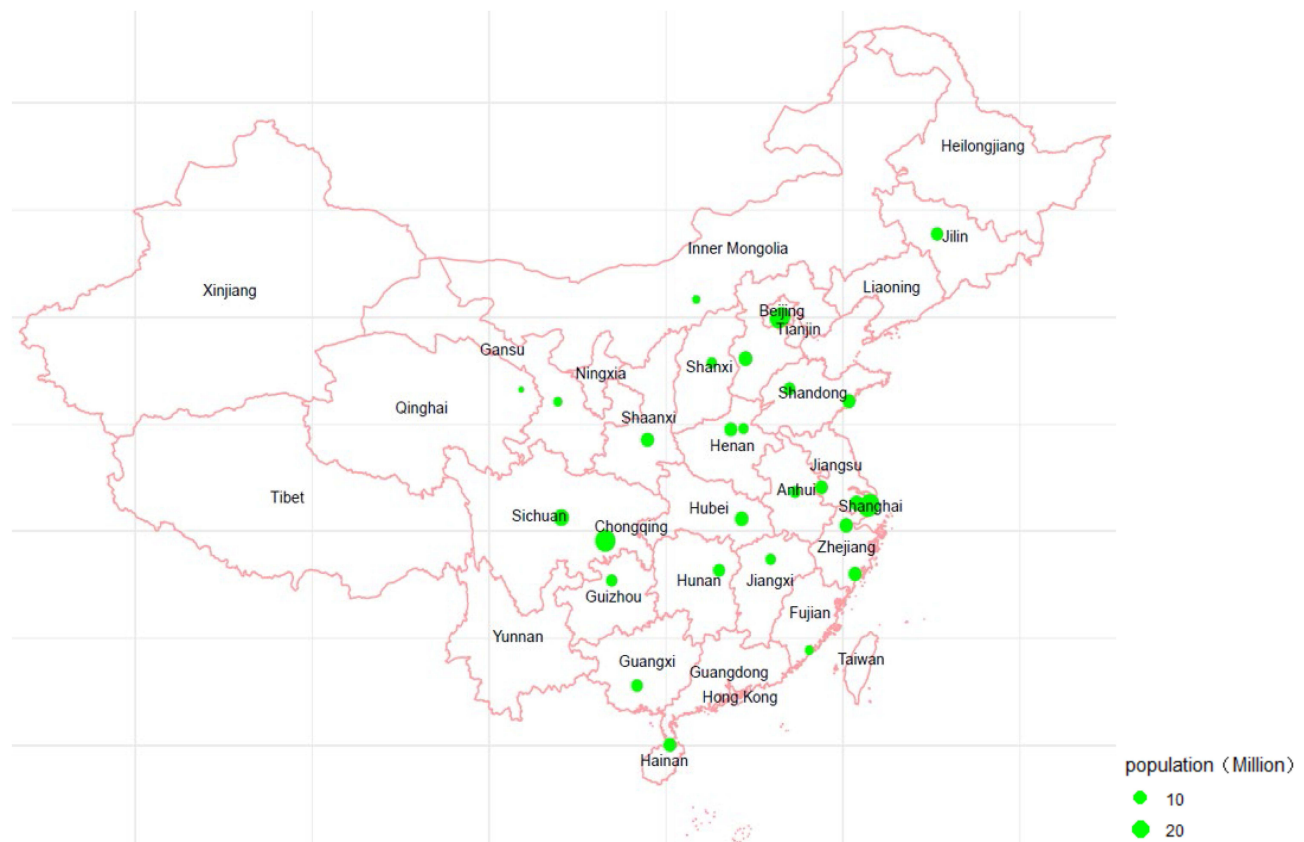 Heilongjiang
Jilin
Inner Mongolia
Liaoning
Xinjiang
Beijing
Tianjin
Gansu
Ningxia
Shanxi
Shandong
Qinghai
Shaanxi
Henan
Jiangsu
Tibet
Anhui
Sichuan
Hubei
Shanghai
Chongqing
Zhejiang
Hunan
Jiangxi
Guizhou
Fujian
Yunnan
Guangxi
Guangdong
Taiwan
Hong Kong
Hainan
population（Million）
10
20